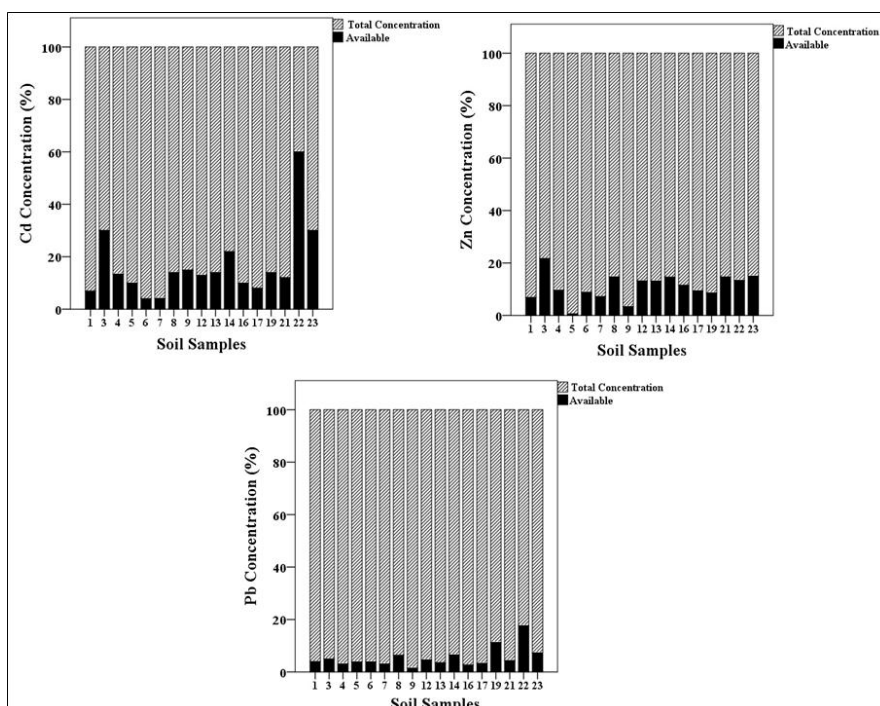 Total Concentration
Available
100
80
60
40
20
0
Cd Concentration (%)
1 3 4 5 6 7 8 9 12 13 14 16 17 19 21 22 23
Soil Samples
Total Concentration
Available
100
80
60
40
20
0
Zn Concentration (%)
1 3 4 5 6 7 8 9 12 13 14 16 17 19 21 22 23
Soil Samples
Total Concentration
Available
100
80
60
40
20
0
Pb Concentration (%)
1 3 4 5 6 7 8 9 12 13 14 16 17 19 21 22 23
Soil Samples